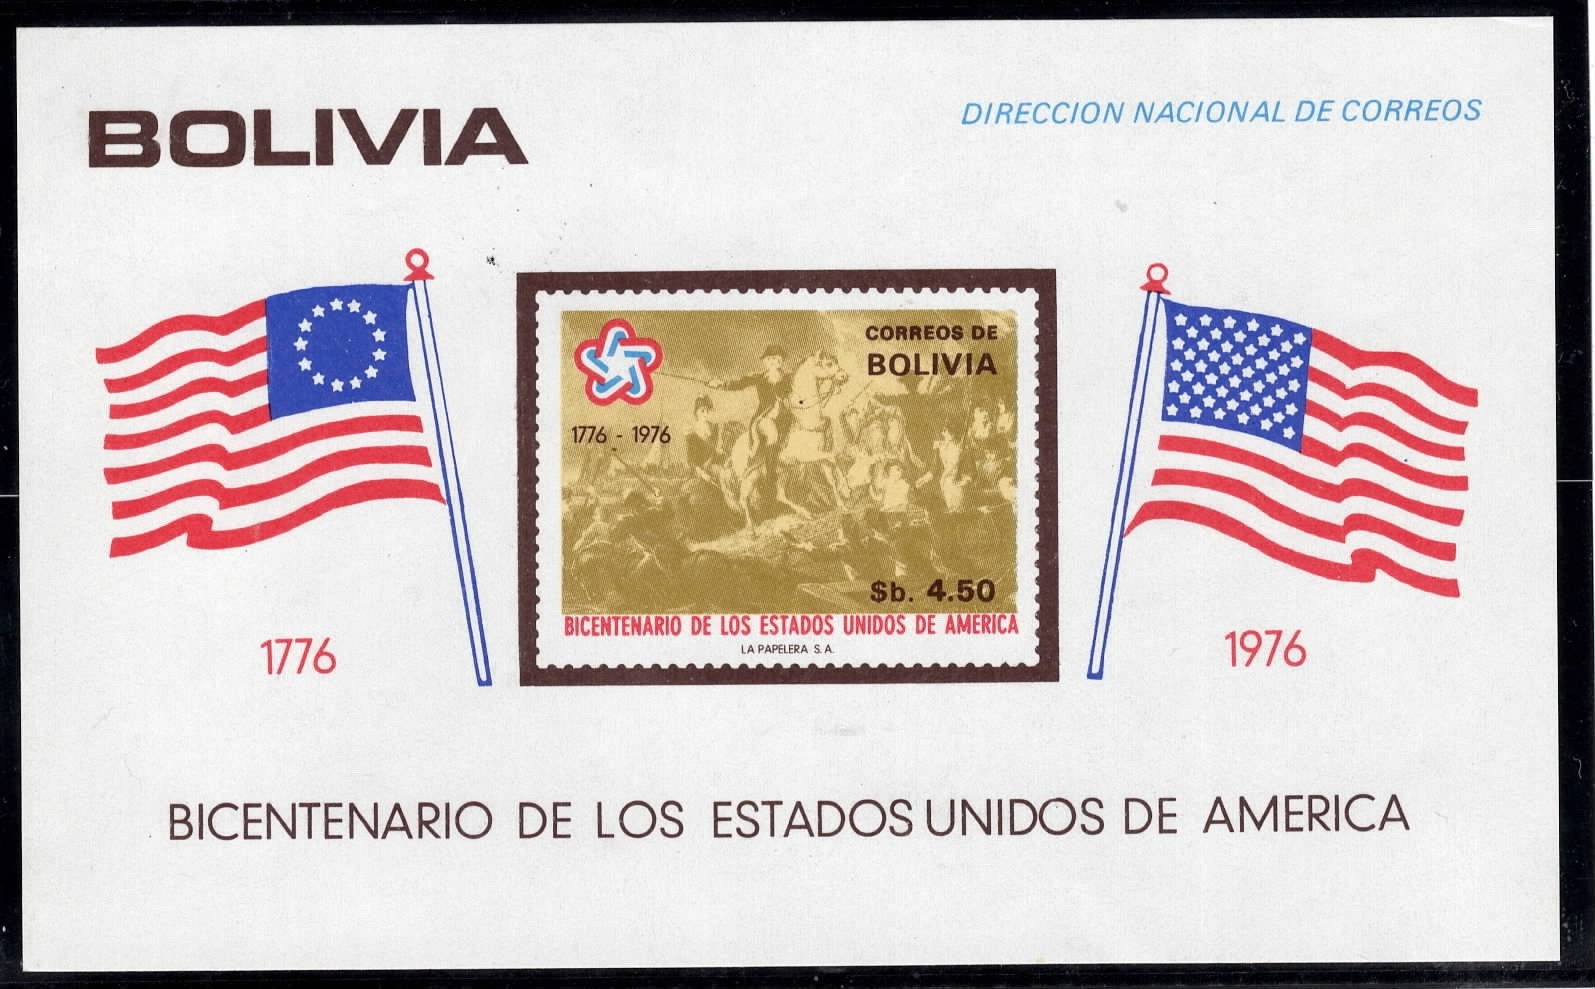 BOLIVIA
DIRECCION NACIONAL DE CORREOS
CORREOS DE
BOLIVIA
1776 - 1976
$b. 4.50
BICENTENARIO DE LOS ESTADOS UNIDOS DE AMERICA
LA PAPELERA S.A.
1776
1976
BICENTENARIO DE LOS ESTADOS UNIDOS DE AMERICA